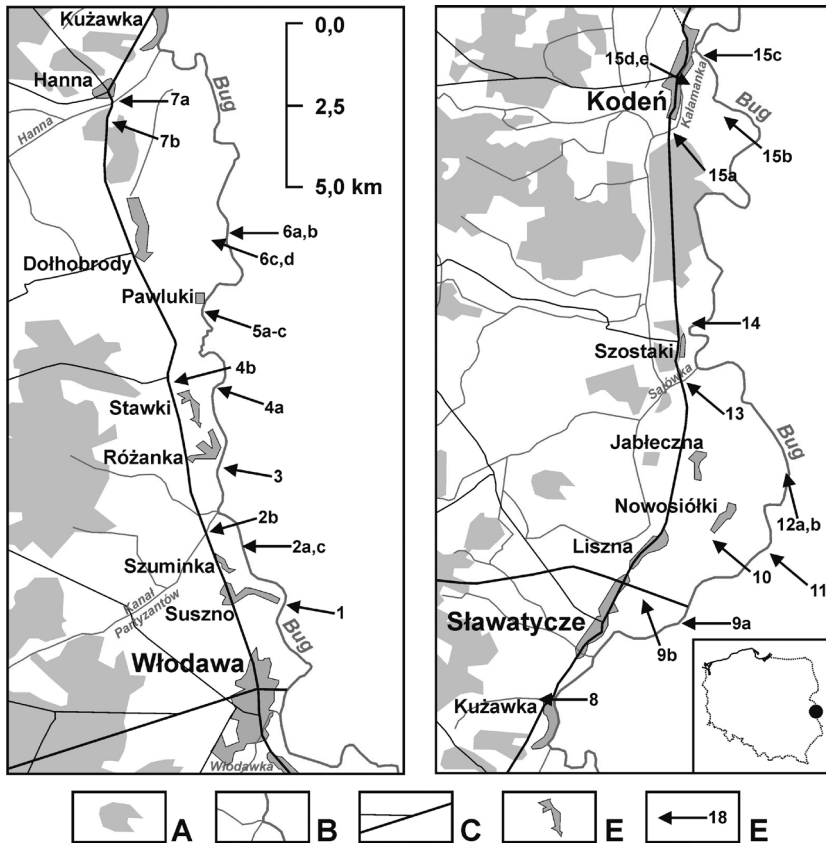 Kużawka
0,0
Bug
Hanna
7a
2,5
Hanna
7b
5,0 km
6a,b
6c,d
Dołhobrody
Pawluki
5a-c
4b
Stawki
4a
Różanka
3
2b
2a,c
Szuminka
Kanał
Partyzantów
Suszno
1
Bug
Włodawa
Włodawka
15d,e
15c
Kałamanka
Kodeń
Bug
15b
15a
14
Szostaki
Sajówka
13
Jabłeczna
Bug
Nowosiółki
12a,b
Liszna
10
11
Sławatycze
9a
9b
8
Kużawka
A
B
C
E
18
E